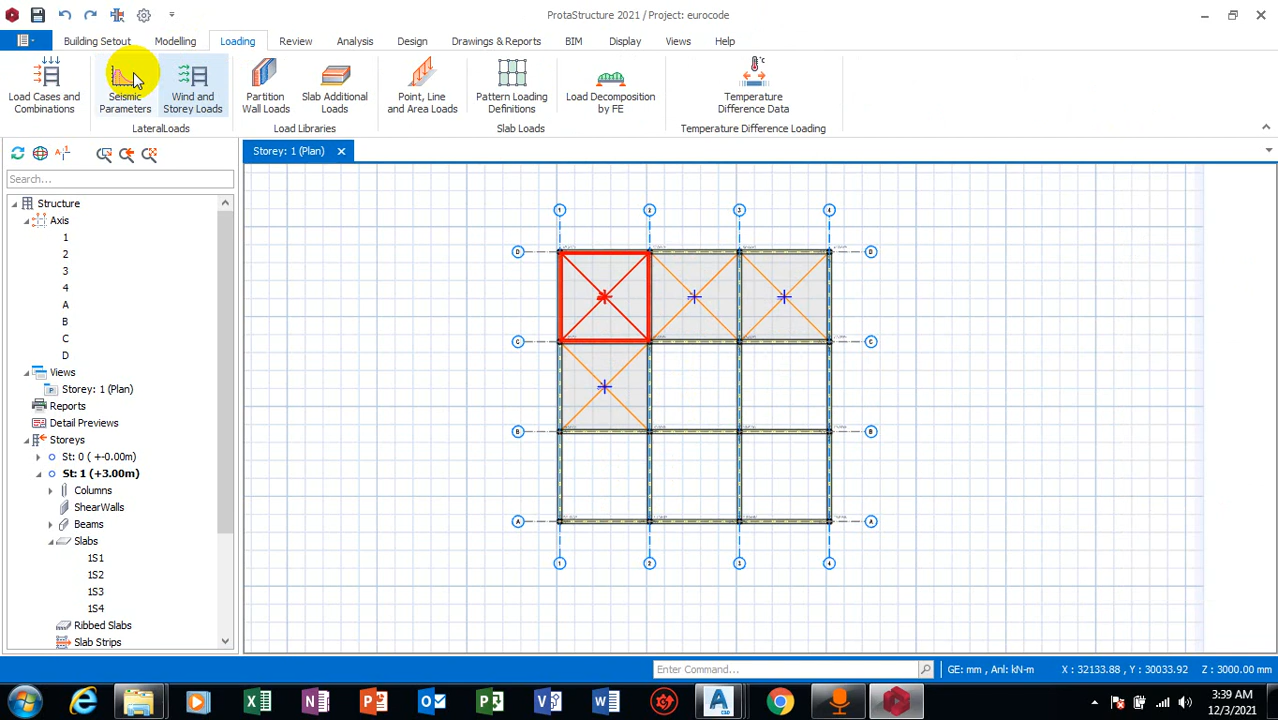 ProtaStructure 2021 / Project: eurocode
Building Setout Modelling Loading Review Analysis Design Drawings & Reports BIM Display Views Help
Load Cases and Combinations
Seismic Parameters
Wind and Storey Loads
Partition Wall Loads
Slab Additional Loads
Point, Line and Area Loads
Pattern Loading Definitions
Load Decomposition by FE
Temperature Difference Data
LateralLoads
Load Libraries
Slab Loads
Temperature Difference Loading
Storey: 1 (Plan)
Search...
Structure
Axis
1
2
3
4
A
B
C
D
Views
Storey: 1 (Plan)
Reports
Detail Previews
Storeys
St: 0 ( +-0.00m)
St: 1 (+3.00m)
Columns
ShearWalls
Beams
Slabs
1S1
1S2
1S3
1S4
Ribbed Slabs
Slab Strips
1 2 3 4
D D
C C
B B
A A
1 2 3 4
Enter Command...
GE: mm, Anl: kN-m
X : 32133.88 , Y : 30033.92
Z : 3000.00 mm
3:39 AM
12/3/2021